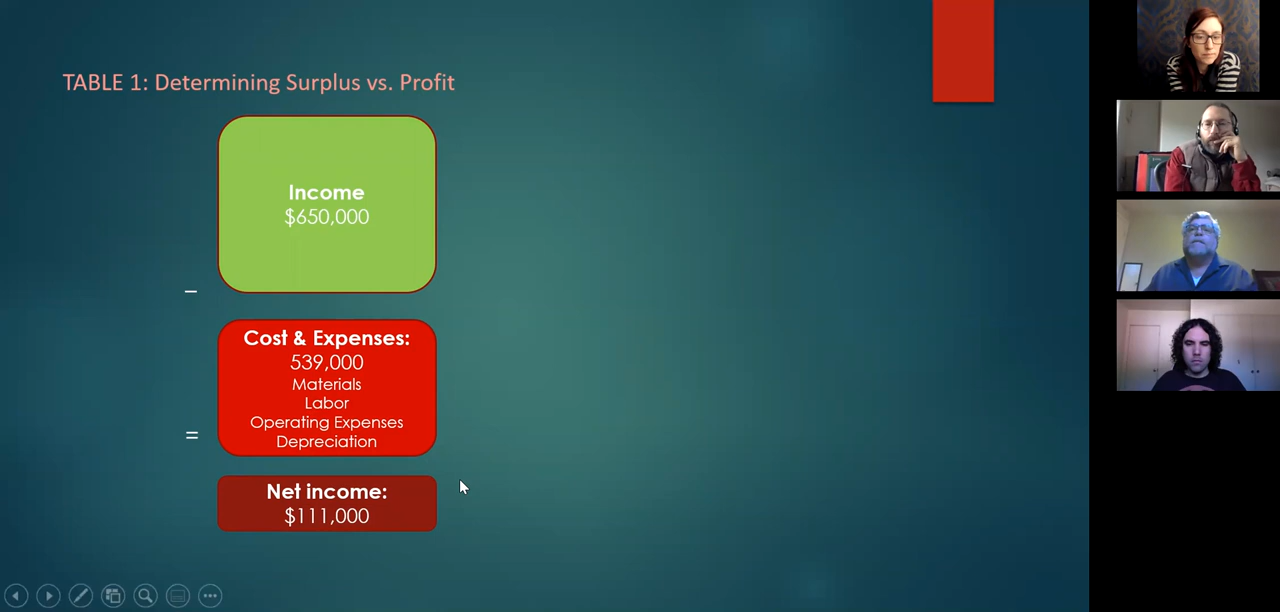 TABLE 1: Determining Surplus vs. Profit
Income
$650,000
–
Cost & Expenses:
539,000
Materials
Labor
Operating Expenses
Depreciation
=
Net income:
$111,000